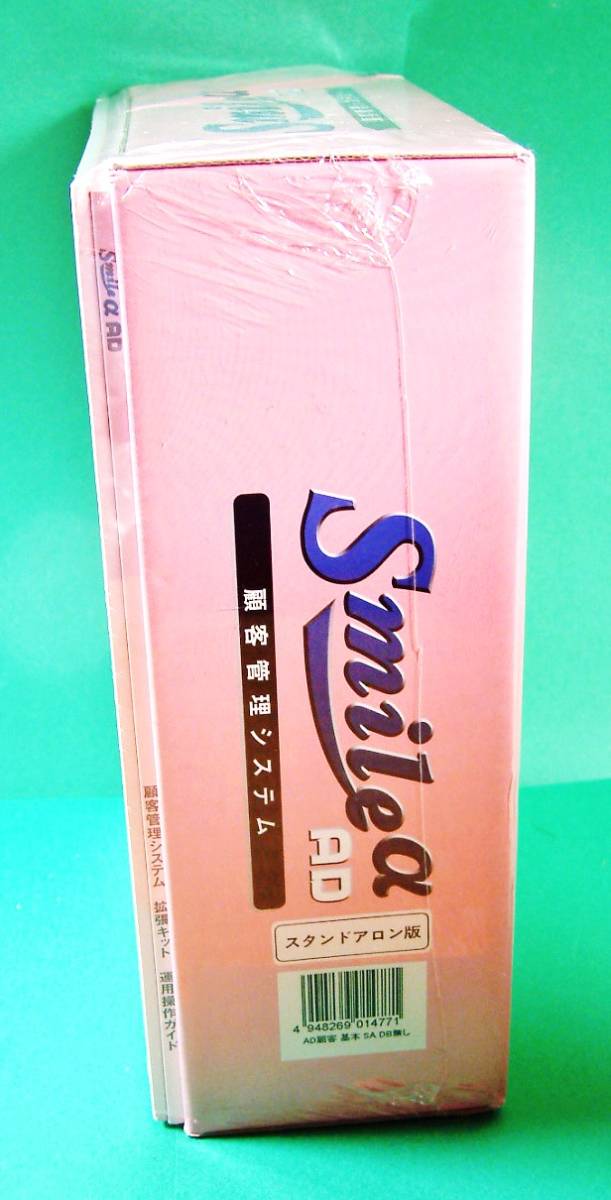 Smile α
Smile α AD
Smile α
AD
顧客管理システム
スタンドアロン版
4 948269 014771
AD顧客 基本 SA DB無し
顧客管理システム 拡張キット 運用操作ガイド